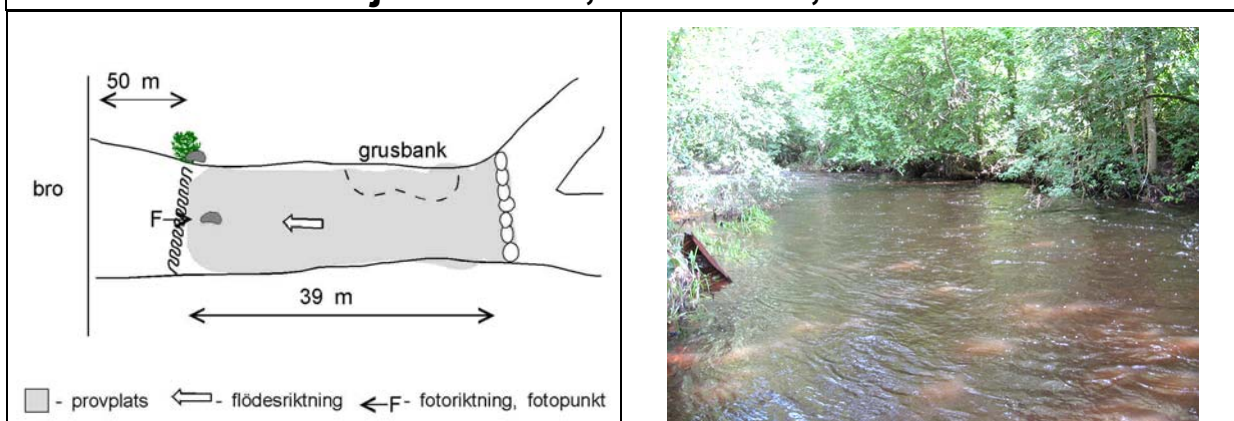 50 m
grusbank
bro
F
39 m
- provplats
- flödesriktning
F- fotoriktning, fotopunkt